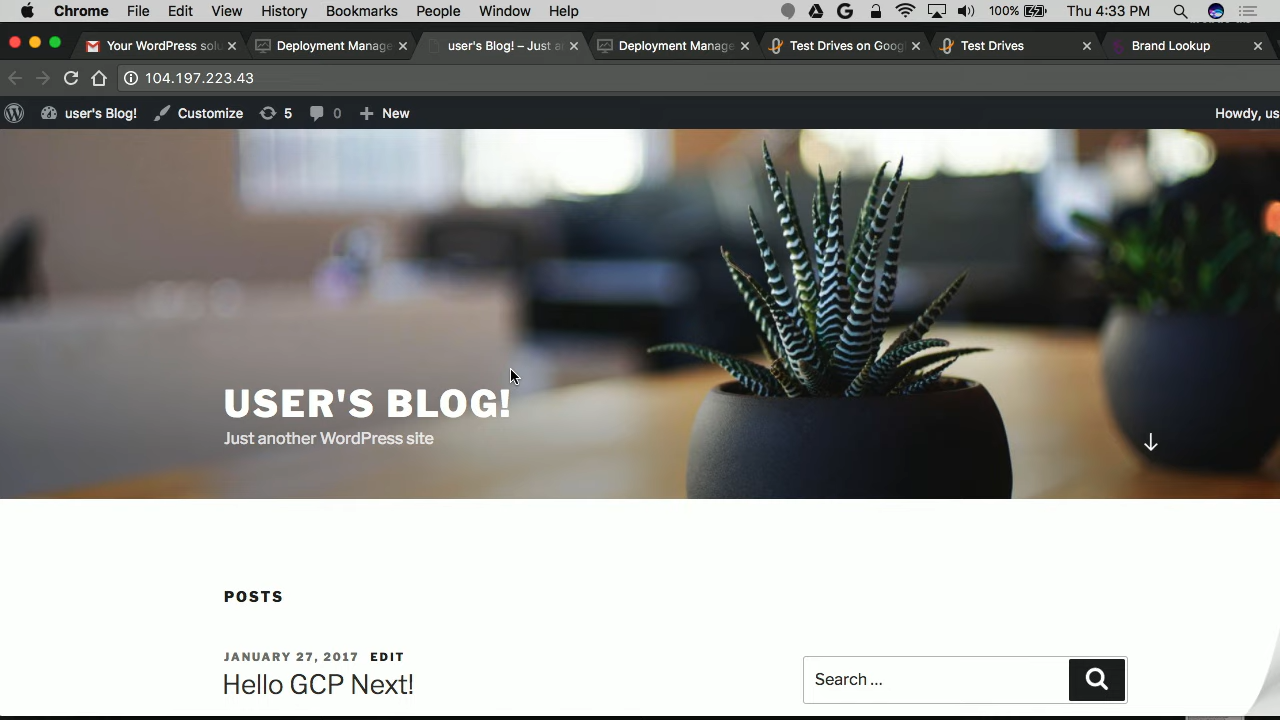 Chrome File Edit View History Bookmarks People Window Help 100% Thu 4:33 PM
Your WordPress solu Deployment Manage user's Blog! – Just a Deployment Manage Test Drives on Goog Test Drives Brand Lookup
104.197.223.43
user's Blog! Customize 5 0 New Howdy, us
USER'S BLOG!
Just another WordPress site
POSTS
JANUARY 27, 2017 EDIT
Hello GCP Next!
Search ...